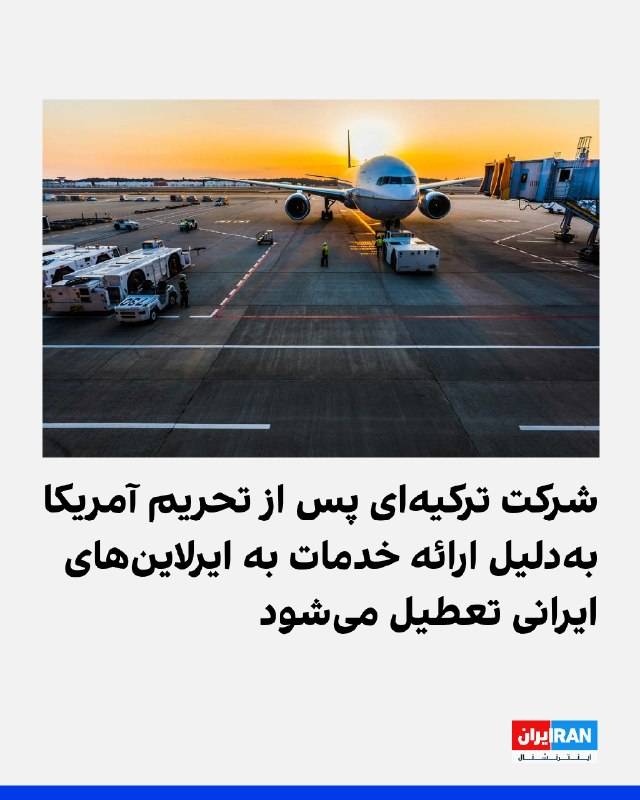 شرکت ترکیه‌ای پس از تحریم آمریکا
به‌دلیل ارائه خدمات به ایرلاین‌های
ایرانی تعطیل می‌شود
ایران IRAN
اینترنشنال